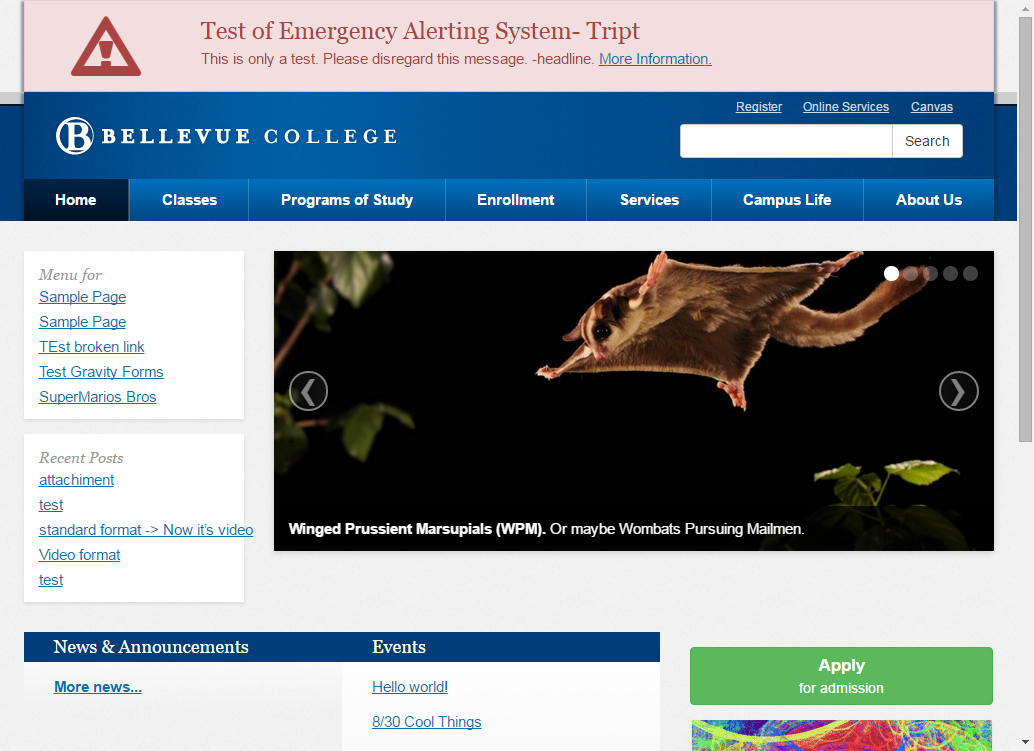 Test of Emergency Alerting System- Tript
This is only a test. Please disregard this message. -headline. More Information.
Register Online Services Canvas
B BELLEVUE COLLEGE
Search
Home Classes Programs of Study Enrollment Services Campus Life About Us
Menu for
Sample Page
Sample Page
TEst broken link
Test Gravity Forms
SuperMarios Bros
Recent Posts
attachiment
test
standard format -> Now it's video
Video format
test
Winged Prussient Marsupials (WPM). Or maybe Wombats Pursuing Mailmen.
News & Announcements
More news...
Events
Hello world!
8/30 Cool Things
Apply
for admission